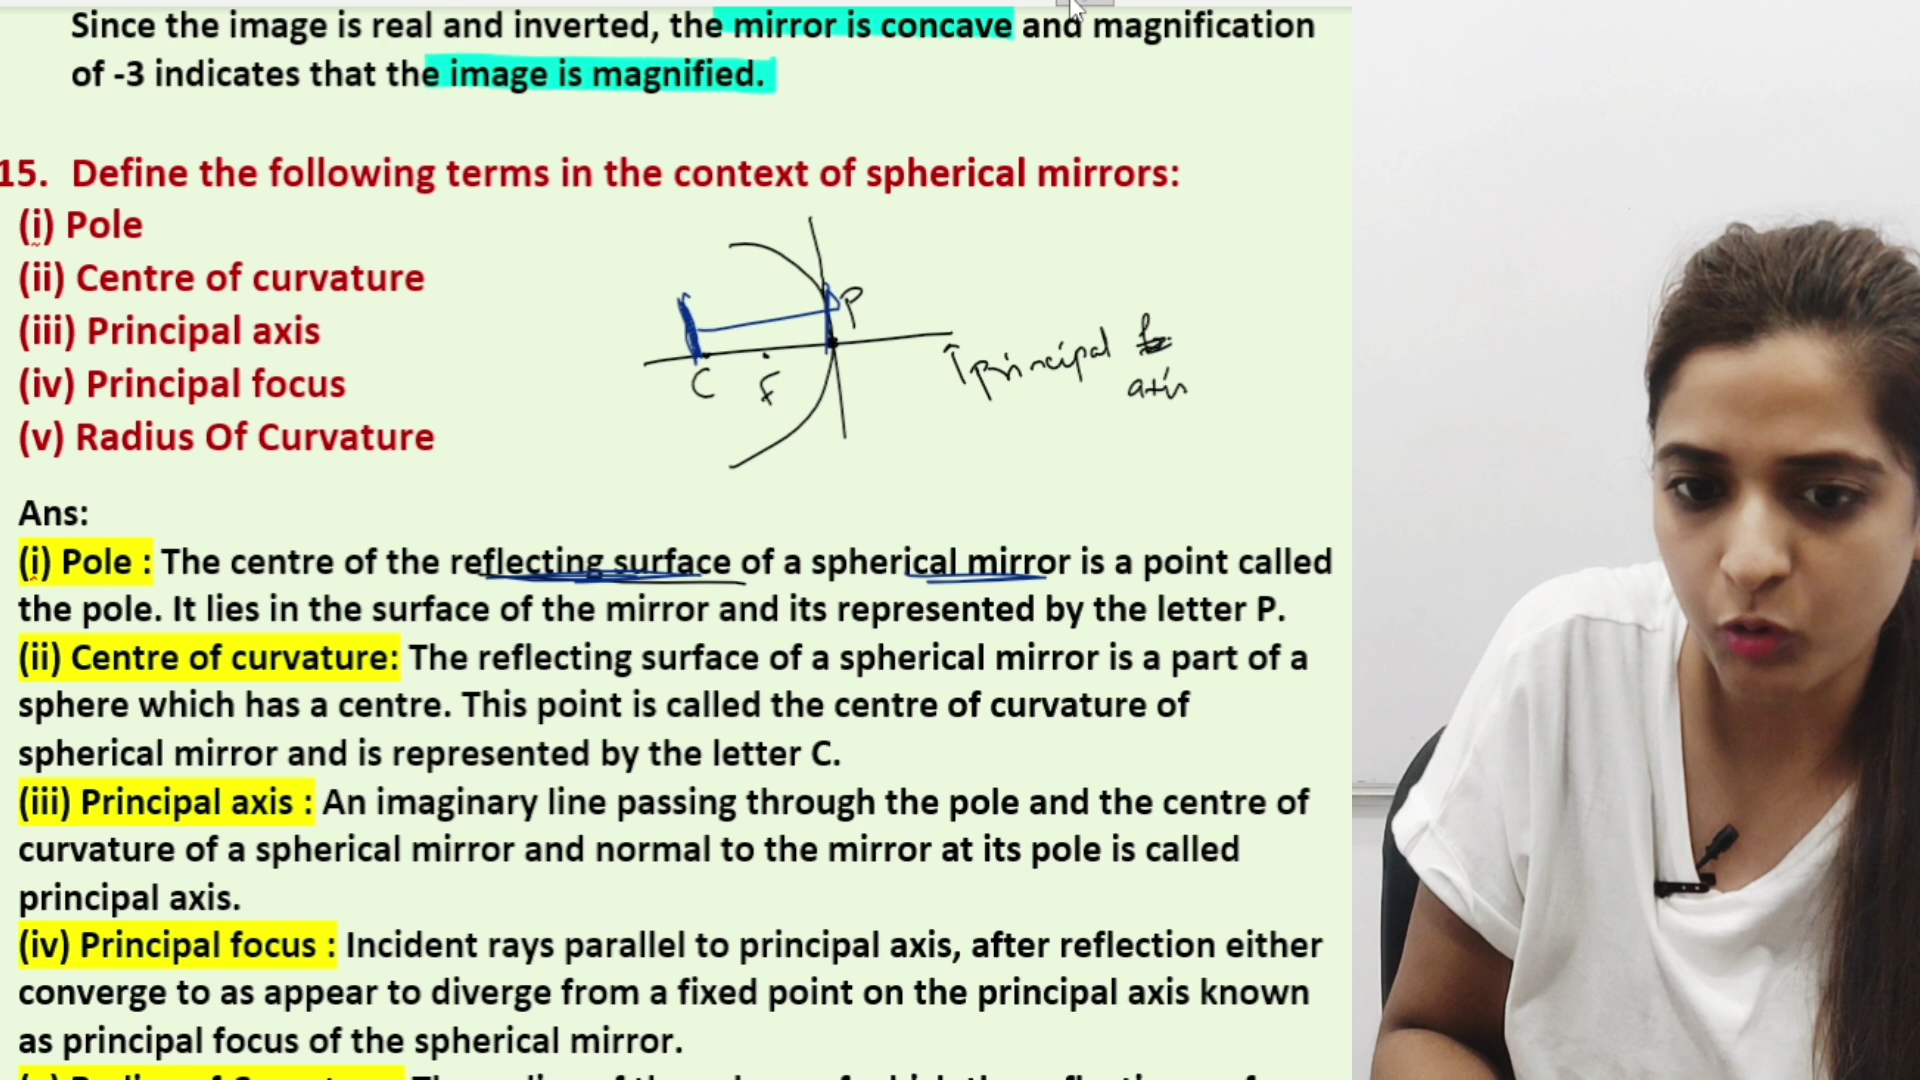 Since the image is real and inverted, the mirror is concave and magnification
of -3 indicates that the image is magnified.
15. Define the following terms in the context of spherical mirrors:
(i) Pole
(ii) Centre of curvature
(iii) Principal axis
(iv) Principal focus
(v) Radius Of Curvature
P
C
F
principal
axis
Ans:
(i) Pole : The centre of the reflecting surface of a spherical mirror is a point called
the pole. It lies in the surface of the mirror and its represented by the letter P.
(ii) Centre of curvature: The reflecting surface of a spherical mirror is a part of a
sphere which has a centre. This point is called the centre of curvature of
spherical mirror and is represented by the letter C.
(iii) Principal axis : An imaginary line passing through the pole and the centre of
curvature of a spherical mirror and normal to the mirror at its pole is called
principal axis.
(iv) Principal focus : Incident rays parallel to principal axis, after reflection either
converge to as appear to diverge from a fixed point on the principal axis known
as principal focus of the spherical mirror.